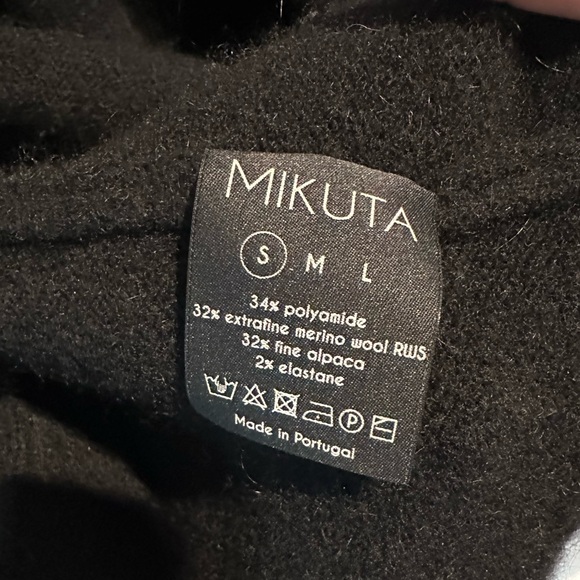 MIKUTA
S M L
34% polyamide
32% extrafine merino wool RWS
32% fine alpaca
2% elastane
P
Made in Portugal